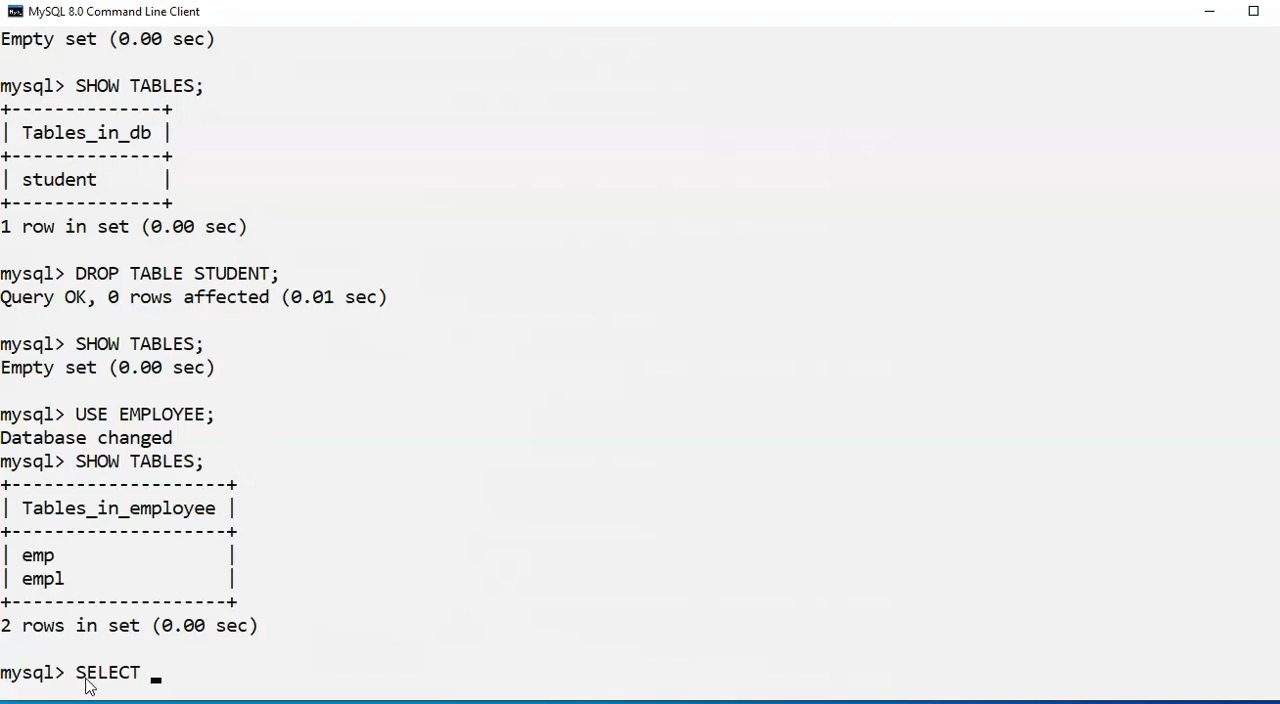 MySQL 8.0 Command Line Client
Empty set (0.00 sec)
mysql> SHOW TABLES;
+--------------+
| Tables_in_db |
+--------------+
| student      |
+--------------+
1 row in set (0.00 sec)
mysql> DROP TABLE STUDENT;
Query OK, 0 rows affected (0.01 sec)
mysql> SHOW TABLES;
Empty set (0.00 sec)
mysql> USE EMPLOYEE;
Database changed
mysql> SHOW TABLES;
+--------------------+
| Tables_in_employee |
+--------------------+
| emp                |
| empl               |
+--------------------+
2 rows in set (0.00 sec)
mysql> SELECT _